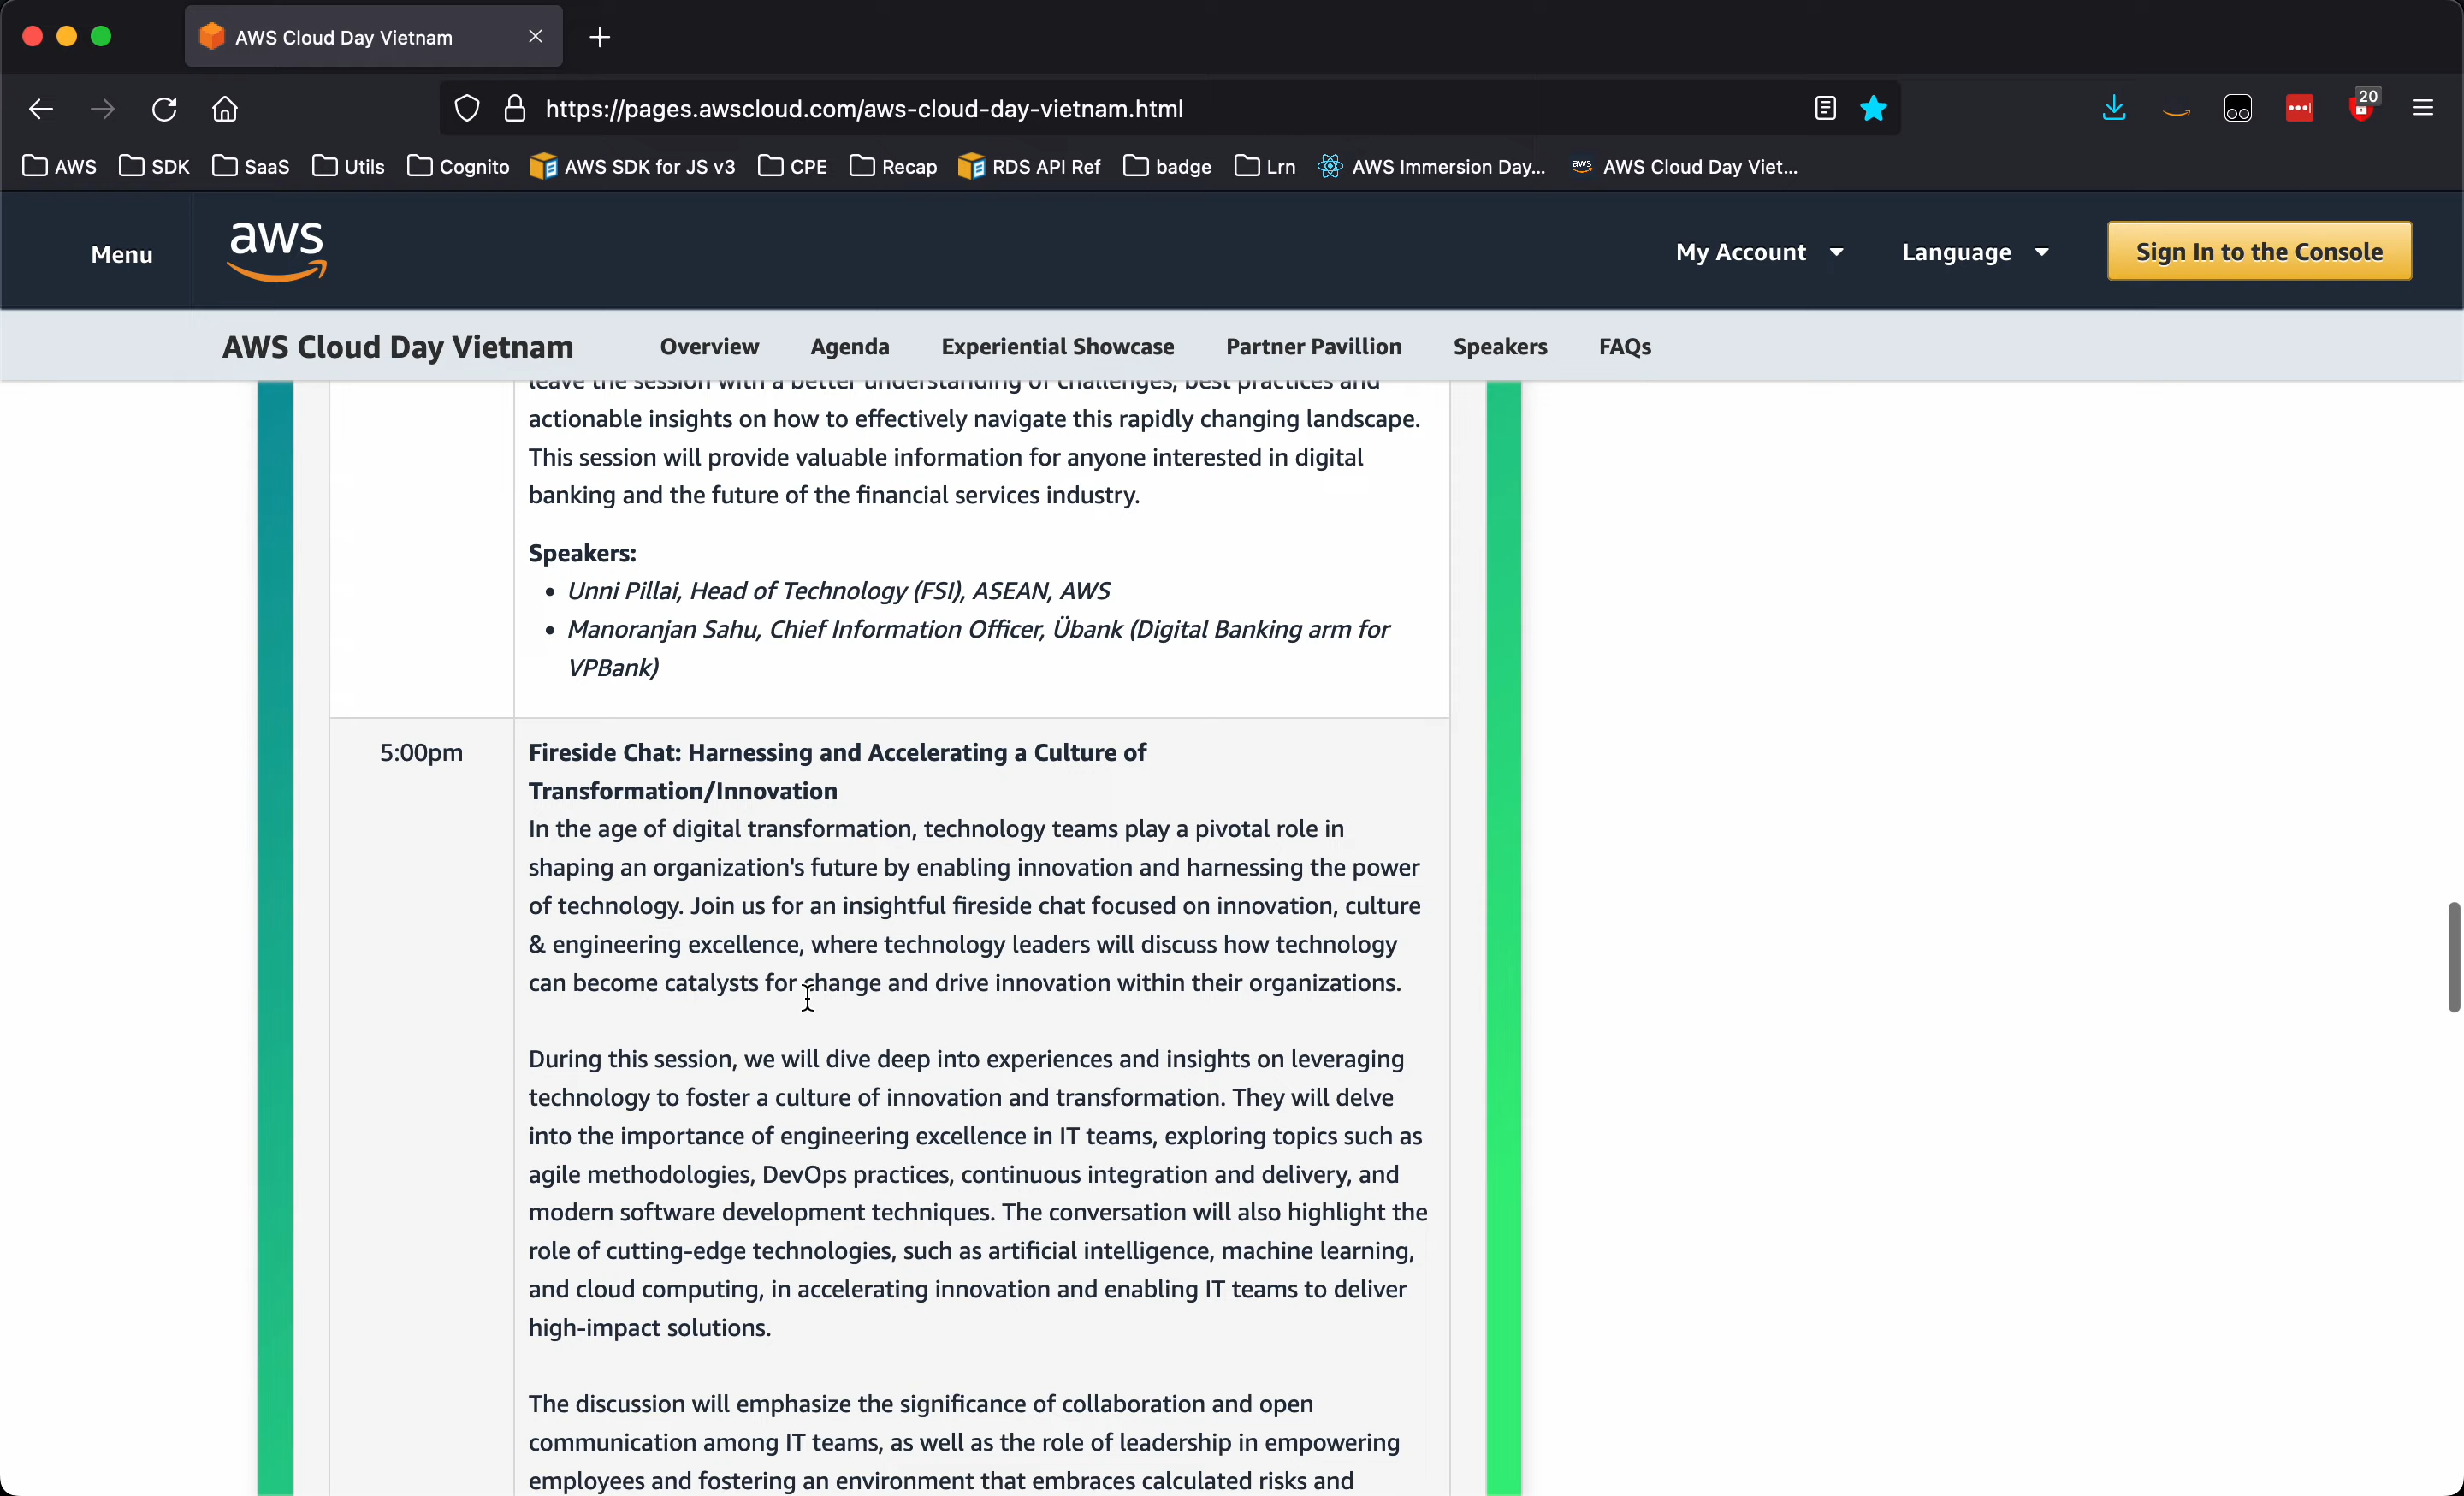 AWS Cloud Day Vietnam
https://pages.awscloud.com/aws-cloud-day-vietnam.html
20
AWS SDK SaaS Utils Cognito AWS SDK for JS v3 CPE Recap RDS API Ref badge Lrn AWS Immersion Day... aws AWS Cloud Day Viet...
Menu aws My Account Language Sign In to the Console
AWS Cloud Day Vietnam Overview Agenda Experiential Showcase Partner Pavillion Speakers FAQs
leave the session with a better understanding of challenges, best practices and
actionable insights on how to effectively navigate this rapidly changing landscape.
This session will provide valuable information for anyone interested in digital
banking and the future of the financial services industry.
Speakers:
• Unni Pillai, Head of Technology (FSI), ASEAN, AWS
• Manoranjan Sahu, Chief Information Officer, Übank (Digital Banking arm for
VPBank)
5:00pm Fireside Chat: Harnessing and Accelerating a Culture of
Transformation/Innovation
In the age of digital transformation, technology teams play a pivotal role in
shaping an organization's future by enabling innovation and harnessing the power
of technology. Join us for an insightful fireside chat focused on innovation, culture
& engineering excellence, where technology leaders will discuss how technology
can become catalysts for change and drive innovation within their organizations.
During this session, we will dive deep into experiences and insights on leveraging
technology to foster a culture of innovation and transformation. They will delve
into the importance of engineering excellence in IT teams, exploring topics such as
agile methodologies, DevOps practices, continuous integration and delivery, and
modern software development techniques. The conversation will also highlight the
role of cutting-edge technologies, such as artificial intelligence, machine learning,
and cloud computing, in accelerating innovation and enabling IT teams to deliver
high-impact solutions.
The discussion will emphasize the significance of collaboration and open
communication among IT teams, as well as the role of leadership in empowering
employees and fostering an environment that embraces calculated risks and